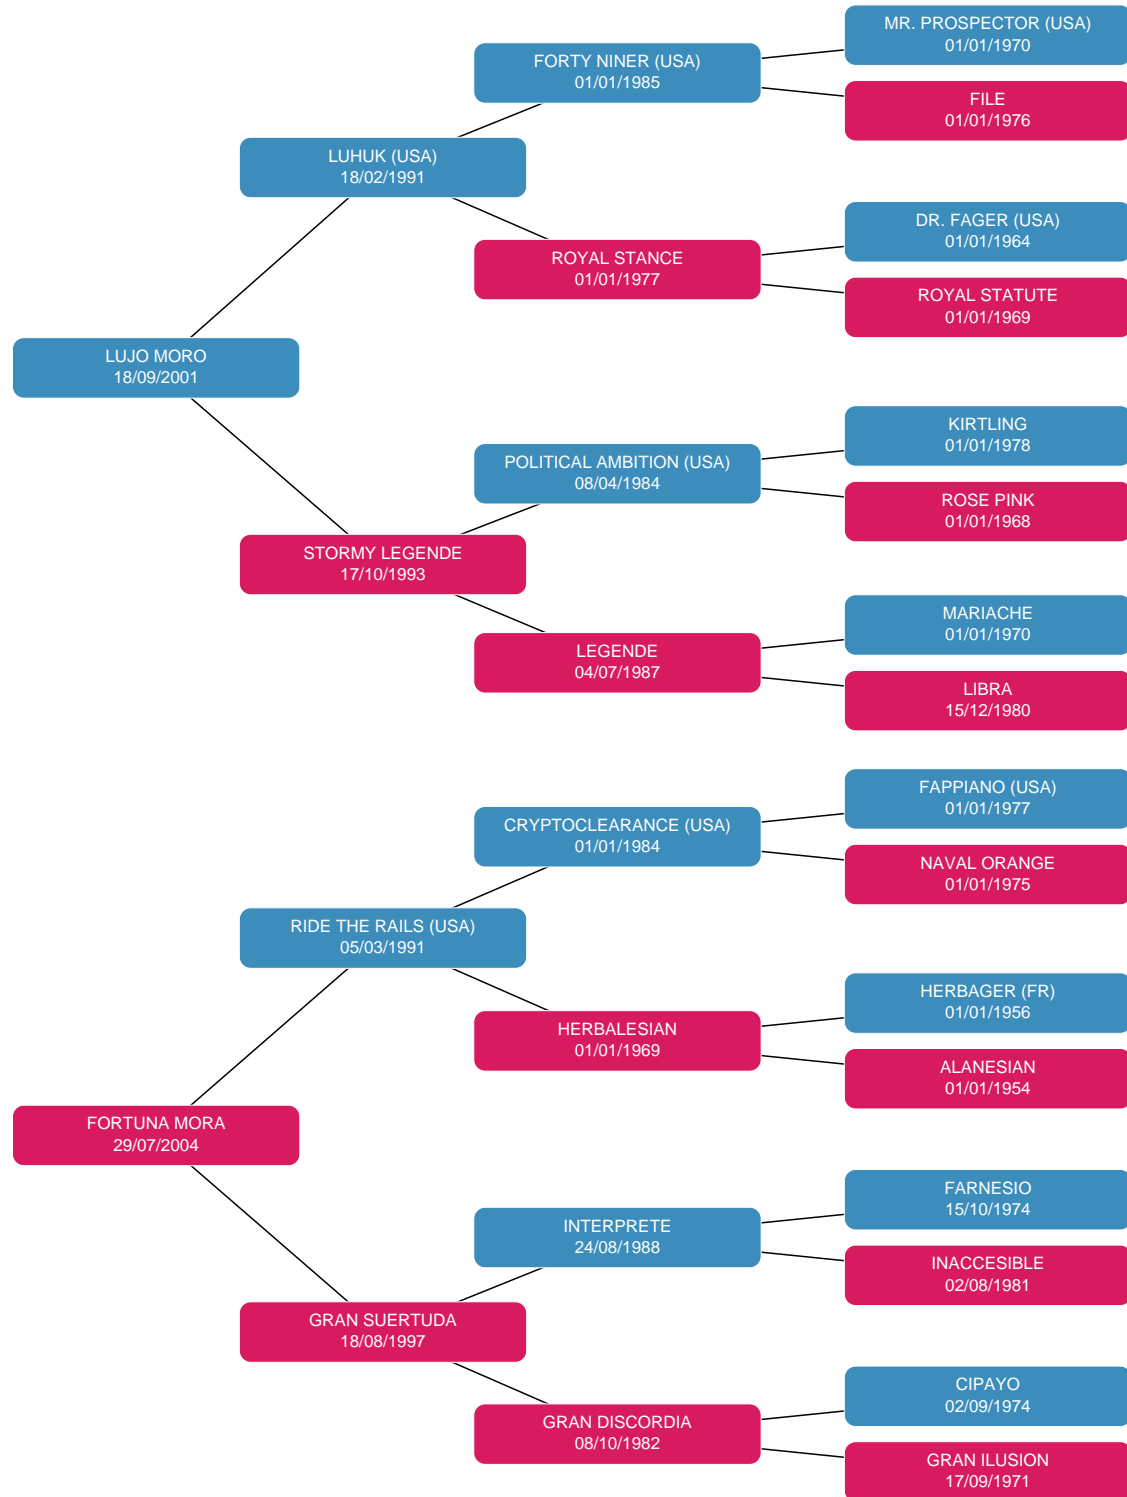 MR. PROSPECTOR (USA)
01/01/1970
FORTY NINER (USA)
01/01/1985
FILE
01/01/1976
LUHUK (USA)
18/02/1991
DR. FAGER (USA)
01/01/1964
ROYAL STANCE
01/01/1977
ROYAL STATUTE
01/01/1969
LUJO MORO
18/09/2001
KIRTLING
01/01/1978
POLITICAL AMBITION (USA)
08/04/1984
ROSE PINK
01/01/1968
STORMY LEGENDE
17/10/1993
MARIACHE
01/01/1970
LEGENDE
04/07/1987
LIBRA
15/12/1980
FAPPIANO (USA)
01/01/1977
CRYPTOCLEARANCE (USA)
01/01/1984
NAVAL ORANGE
01/01/1975
RIDE THE RAILS (USA)
05/03/1991
HERBAGER (FR)
01/01/1956
HERBALESIAN
01/01/1969
ALANESIAN
01/01/1954
FORTUNA MORA
29/07/2004
FARNESIO
15/10/1974
INTERPRETE
24/08/1988
INACCESIBLE
02/08/1981
GRAN SUERTUDA
18/08/1997
CIPAYO
02/09/1974
GRAN DISCORDIA
08/10/1982
GRAN ILUSION
17/09/1971